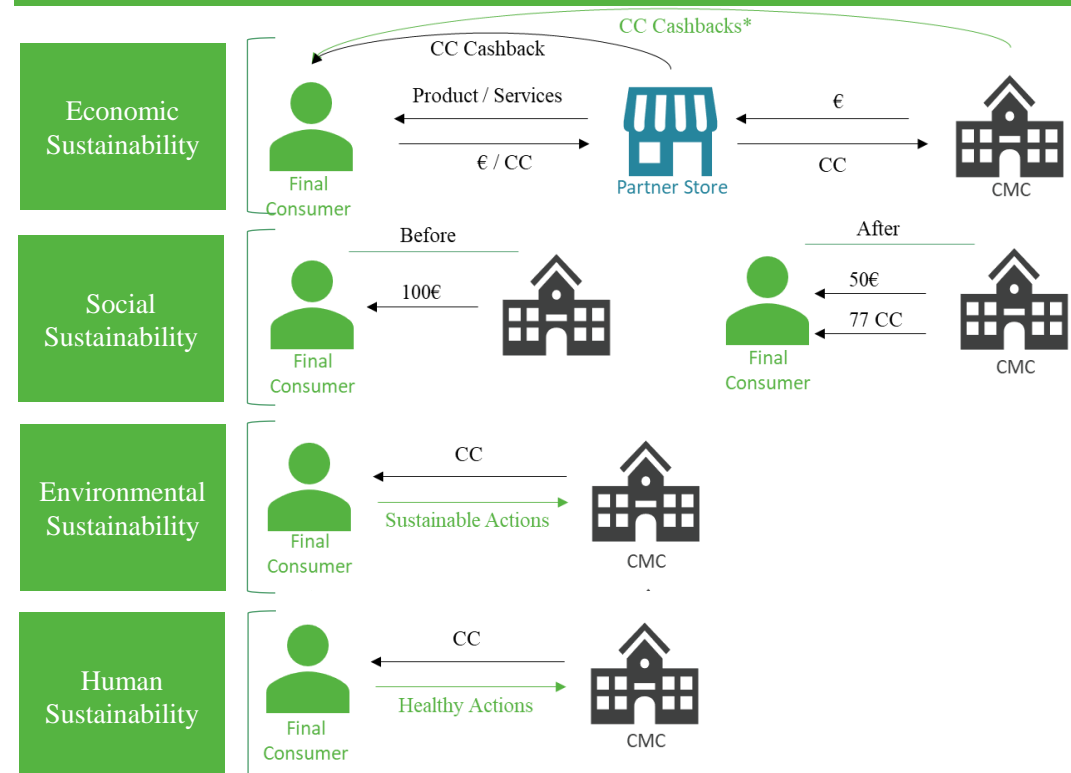 CC Cashbacks*
CC Cashback
Economic
Sustainability
Product / Services
€ / CC
€
CC
Final
Consumer
Partner Store
CMC
Social
Sustainability
Before
100€
Final
Consumer
After
50€
77 CC
Final
Consumer
CMC
Environmental
Sustainability
CC
Sustainable Actions
Final
Consumer
CMC
Human
Sustainability
CC
Healthy Actions
Final
Consumer
CMC